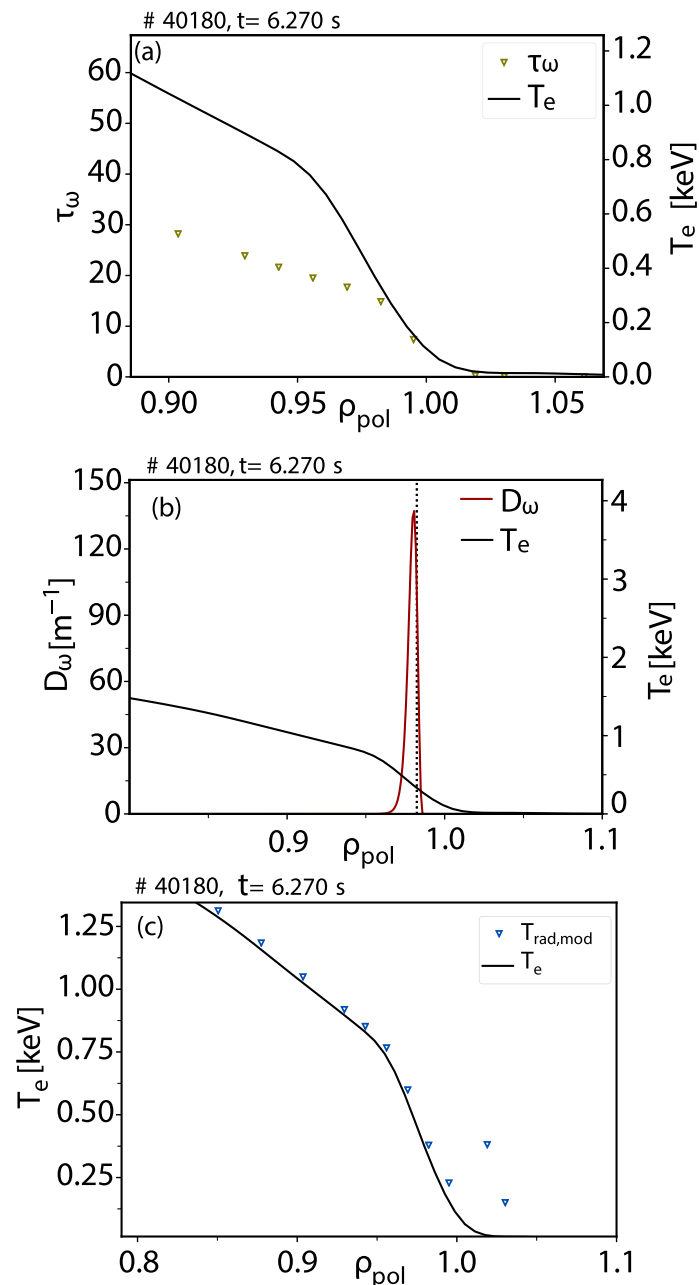 # 40180, t= 6.270 s
(a)
τω
Te
60
50
40
30
20
10
0
τω
1.2
1.0
0.8
0.6
0.4
0.2
0.0
Te [keV]
0.90 0.95 1.00 1.05
ρpol
# 40180, t= 6.270 s
(b)
Dω
Te
150
120
90
60
30
0
Dω [m⁻¹]
4
3
2
1
0
Te [keV]
0.9 1.0 1.1
ρpol
# 40180, t= 6.270 s
(c)
Trad,mod
Te
1.25
1.00
0.75
0.50
0.25
Te [keV]
0.8 0.9 1.0 1.1
ρpol